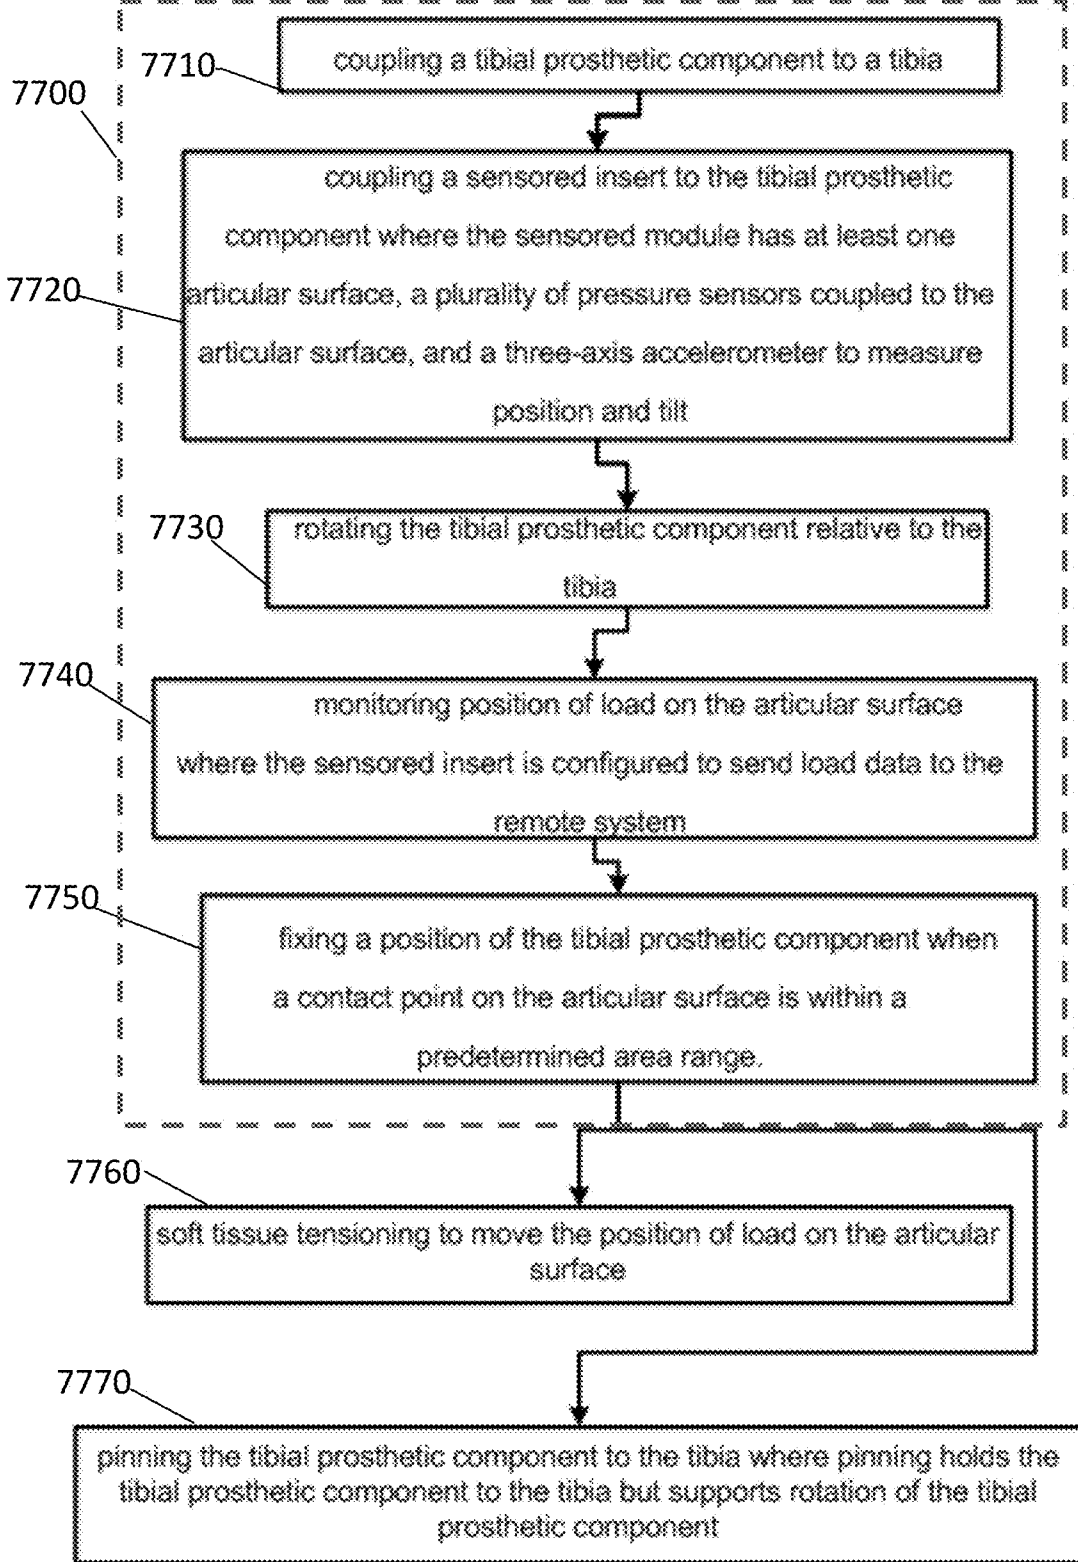 7710
coupling a tibial prosthetic component to a tibia
7700
coupling a sensored insert to the tibial prosthetic
component where the sensored module has at least one
7720
articular surface, a plurality of pressure sensors coupled to the
articular surface, and a three-axis accelerometer to measure
position and tilt
7730
rotating the tibial prosthetic component relative to the
tibia
7740
monitoring position of load on the articular surface
where the sensored insert is configured to send load data to the
remote system
7750
fixing a position of the tibial prosthetic component when
a contact point on the articular surface is within a
predetermined area range.
7760
soft tissue tensioning to move the position of load on the articular
surface
7770
pinning the tibial prosthetic component to the tibia where pinning holds the
tibial prosthetic component to the tibia but supports rotation of the tibial
prosthetic component